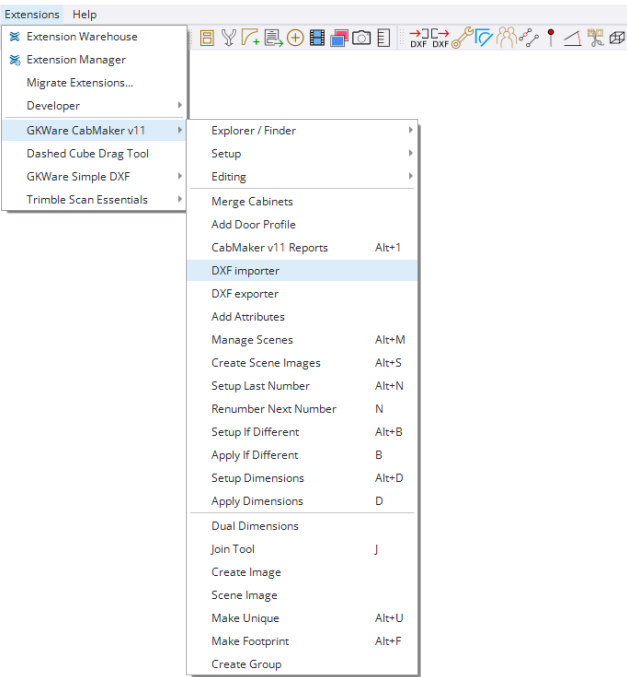 Extensions Help
Extension Warehouse
Extension Manager
Migrate Extensions...
Developer
GKWare CabMaker v11
Dashed Cube Drag Tool
GKWare Simple DXF
Trimble Scan Essentials
DXF DXF
Explorer / Finder
Setup
Editing
Merge Cabinets
Add Door Profile
CabMaker v11 Reports Alt+1
DXF importer
DXF exporter
Add Attributes
Manage Scenes Alt+M
Create Scene Images Alt+S
Setup Last Number Alt+N
Renumber Next Number N
Setup If Different Alt+B
Apply If Different B
Setup Dimensions Alt+D
Apply Dimensions D
Dual Dimensions
Join Tool J
Create Image
Scene Image
Make Unique Alt+U
Make Footprint Alt+F
Create Group